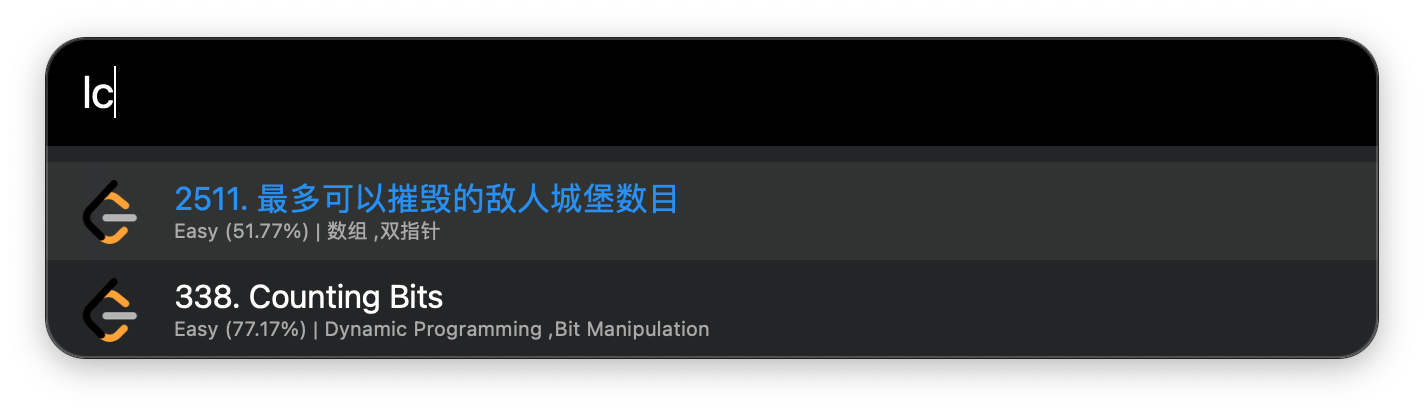 lc
2511. 最多可以摧毁的敌人城堡数目
Easy (51.77%) | 数组 ,双指针
338. Counting Bits
Easy (77.17%) | Dynamic Programming ,Bit Manipulation